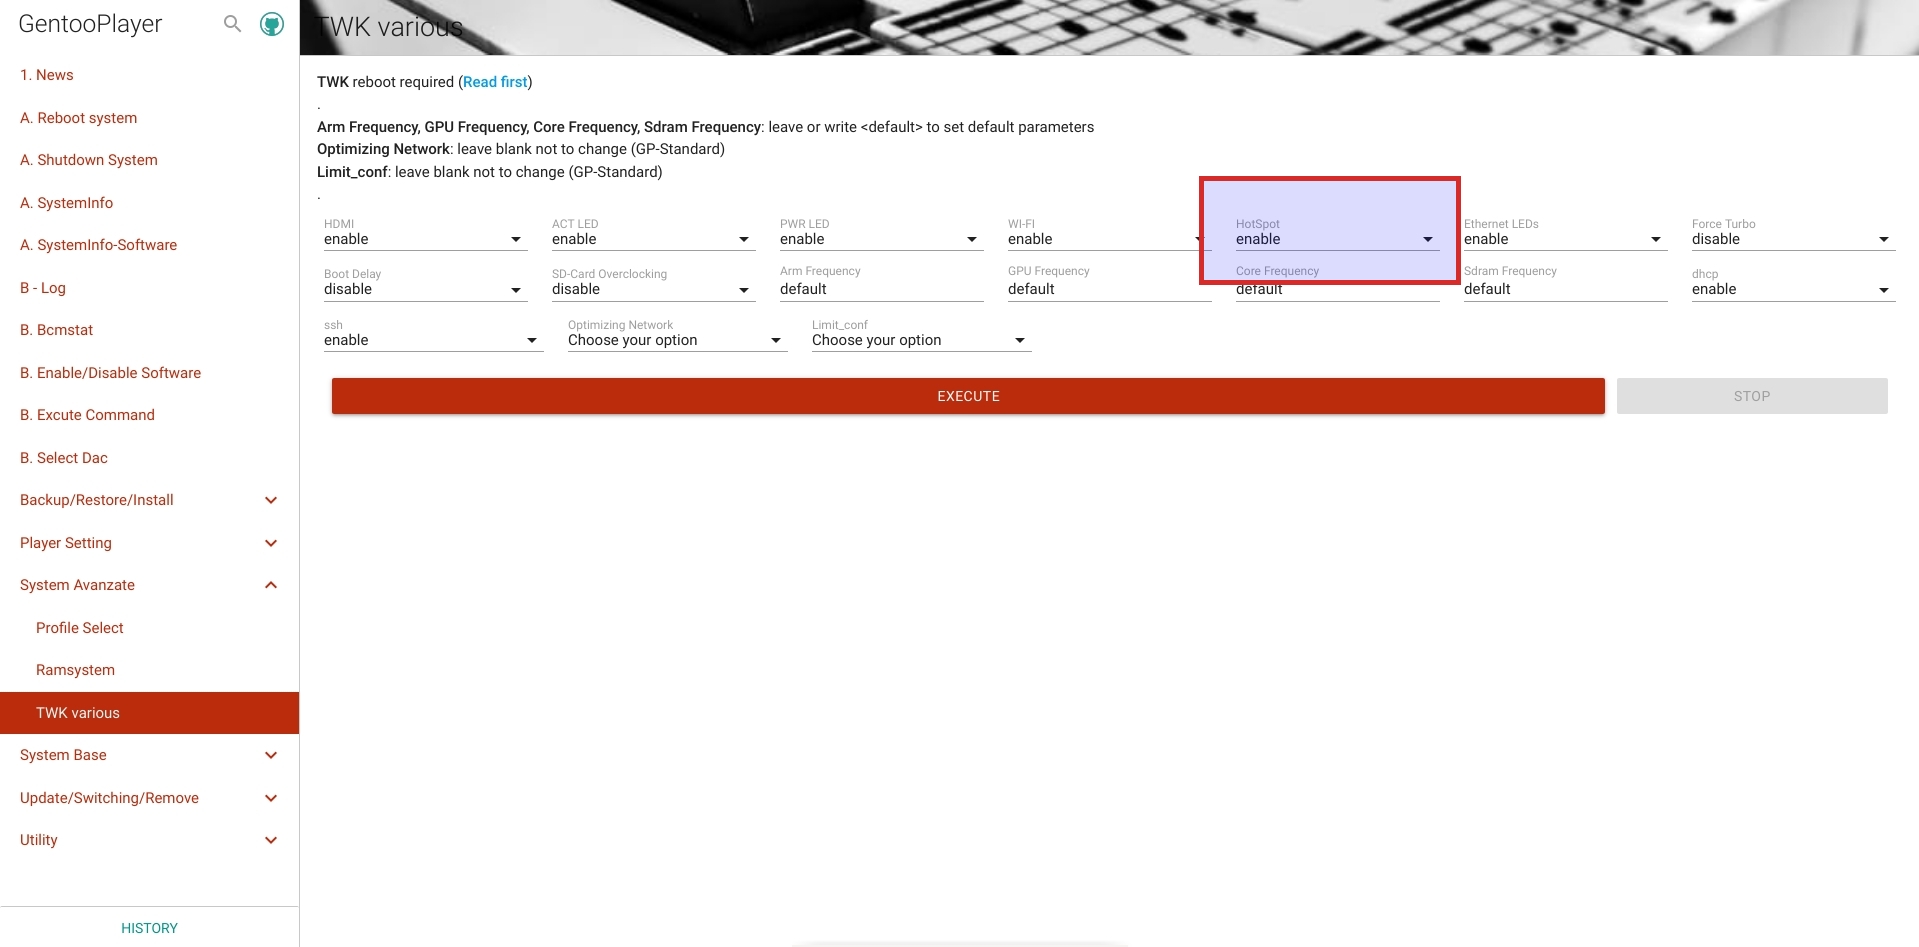 GentooPlayer
1. News
A. Reboot system
A. Shutdown System
A. SystemInfo
A. SystemInfo-Software
B - Log
B. Bcmstat
B. Enable/Disable Software
B. Excute Command
B. Select Dac
Backup/Restore/Install
Player Setting
System Avanzate
Profile Select
Ramsystem
TWK various
System Base
Update/Switching/Remove
Utility
HISTORY
TWK various
TWK reboot required (Read first)
.
Arm Frequency, GPU Frequency, Core Frequency, Sdram Frequency: leave or write <default> to set default parameters
Optimizing Network: leave blank not to change (GP-Standard)
Limit_conf: leave blank not to change (GP-Standard)
.
HDMI ACT LED PWR LED WI-FI HotSpot Ethernet LEDs Force Turbo
enable enable enable enable enable enable disable
Boot Delay SD-Card Overclocking Arm Frequency GPU Frequency Core Frequency Sdram Frequency dhcp
disable disable default default default default enable
ssh Optimizing Network Limit_conf
enable Choose your option Choose your option
EXECUTE STOP